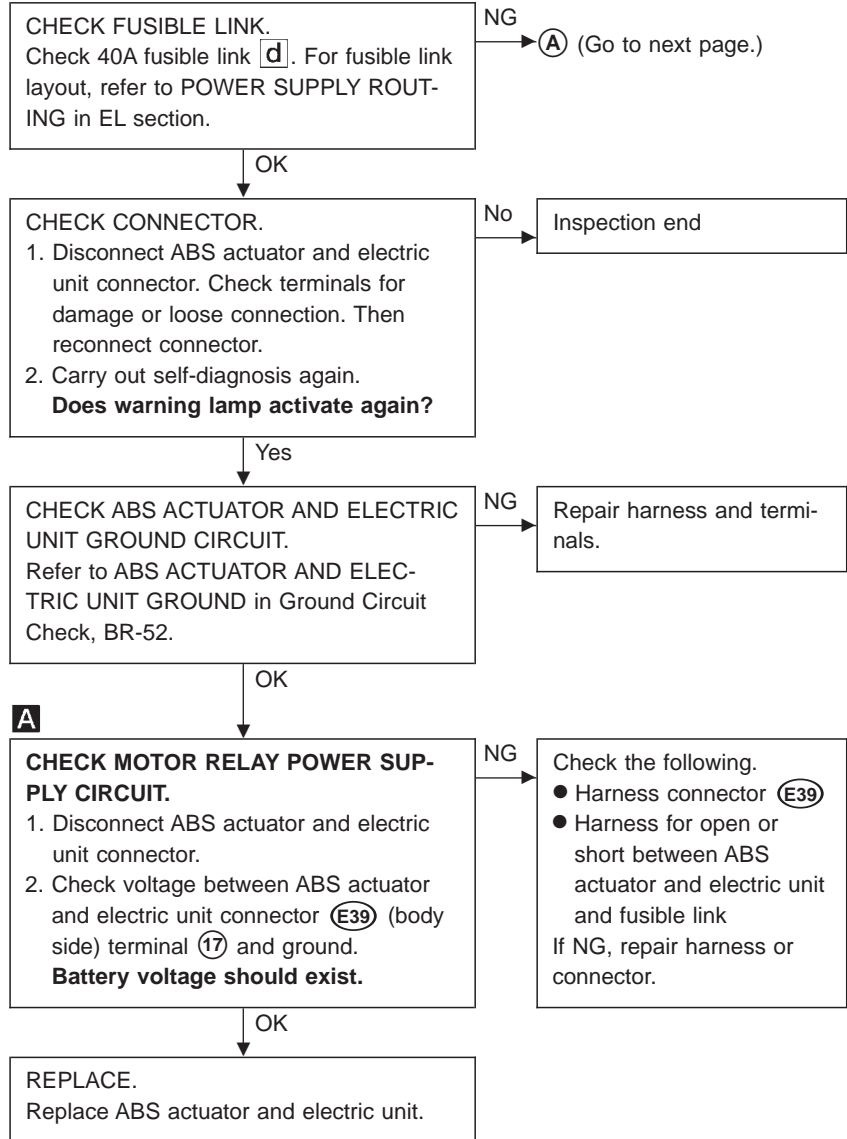 CHECK FUSIBLE LINK.
Check 40A fusible link d . For fusible link
layout, refer to POWER SUPPLY ROUT-
ING in EL section.
NG
A (Go to next page.)
OK
CHECK CONNECTOR.
1. Disconnect ABS actuator and electric
unit connector. Check terminals for
damage or loose connection. Then
reconnect connector.
2. Carry out self-diagnosis again.
Does warning lamp activate again?
No
Inspection end
Yes
CHECK ABS ACTUATOR AND ELECTRIC
UNIT GROUND CIRCUIT.
Refer to ABS ACTUATOR AND ELEC-
TRIC UNIT GROUND in Ground Circuit
Check, BR-52.
NG
Repair harness and termi-
nals.
OK
A
CHECK MOTOR RELAY POWER SUP-
PLY CIRCUIT.
1. Disconnect ABS actuator and electric
unit connector.
2. Check voltage between ABS actuator
and electric unit connector E39 (body
side) terminal 17 and ground.
Battery voltage should exist.
NG
Check the following.
● Harness connector E39
● Harness for open or
short between ABS
actuator and electric unit
and fusible link
If NG, repair harness or
connector.
OK
REPLACE.
Replace ABS actuator and electric unit.